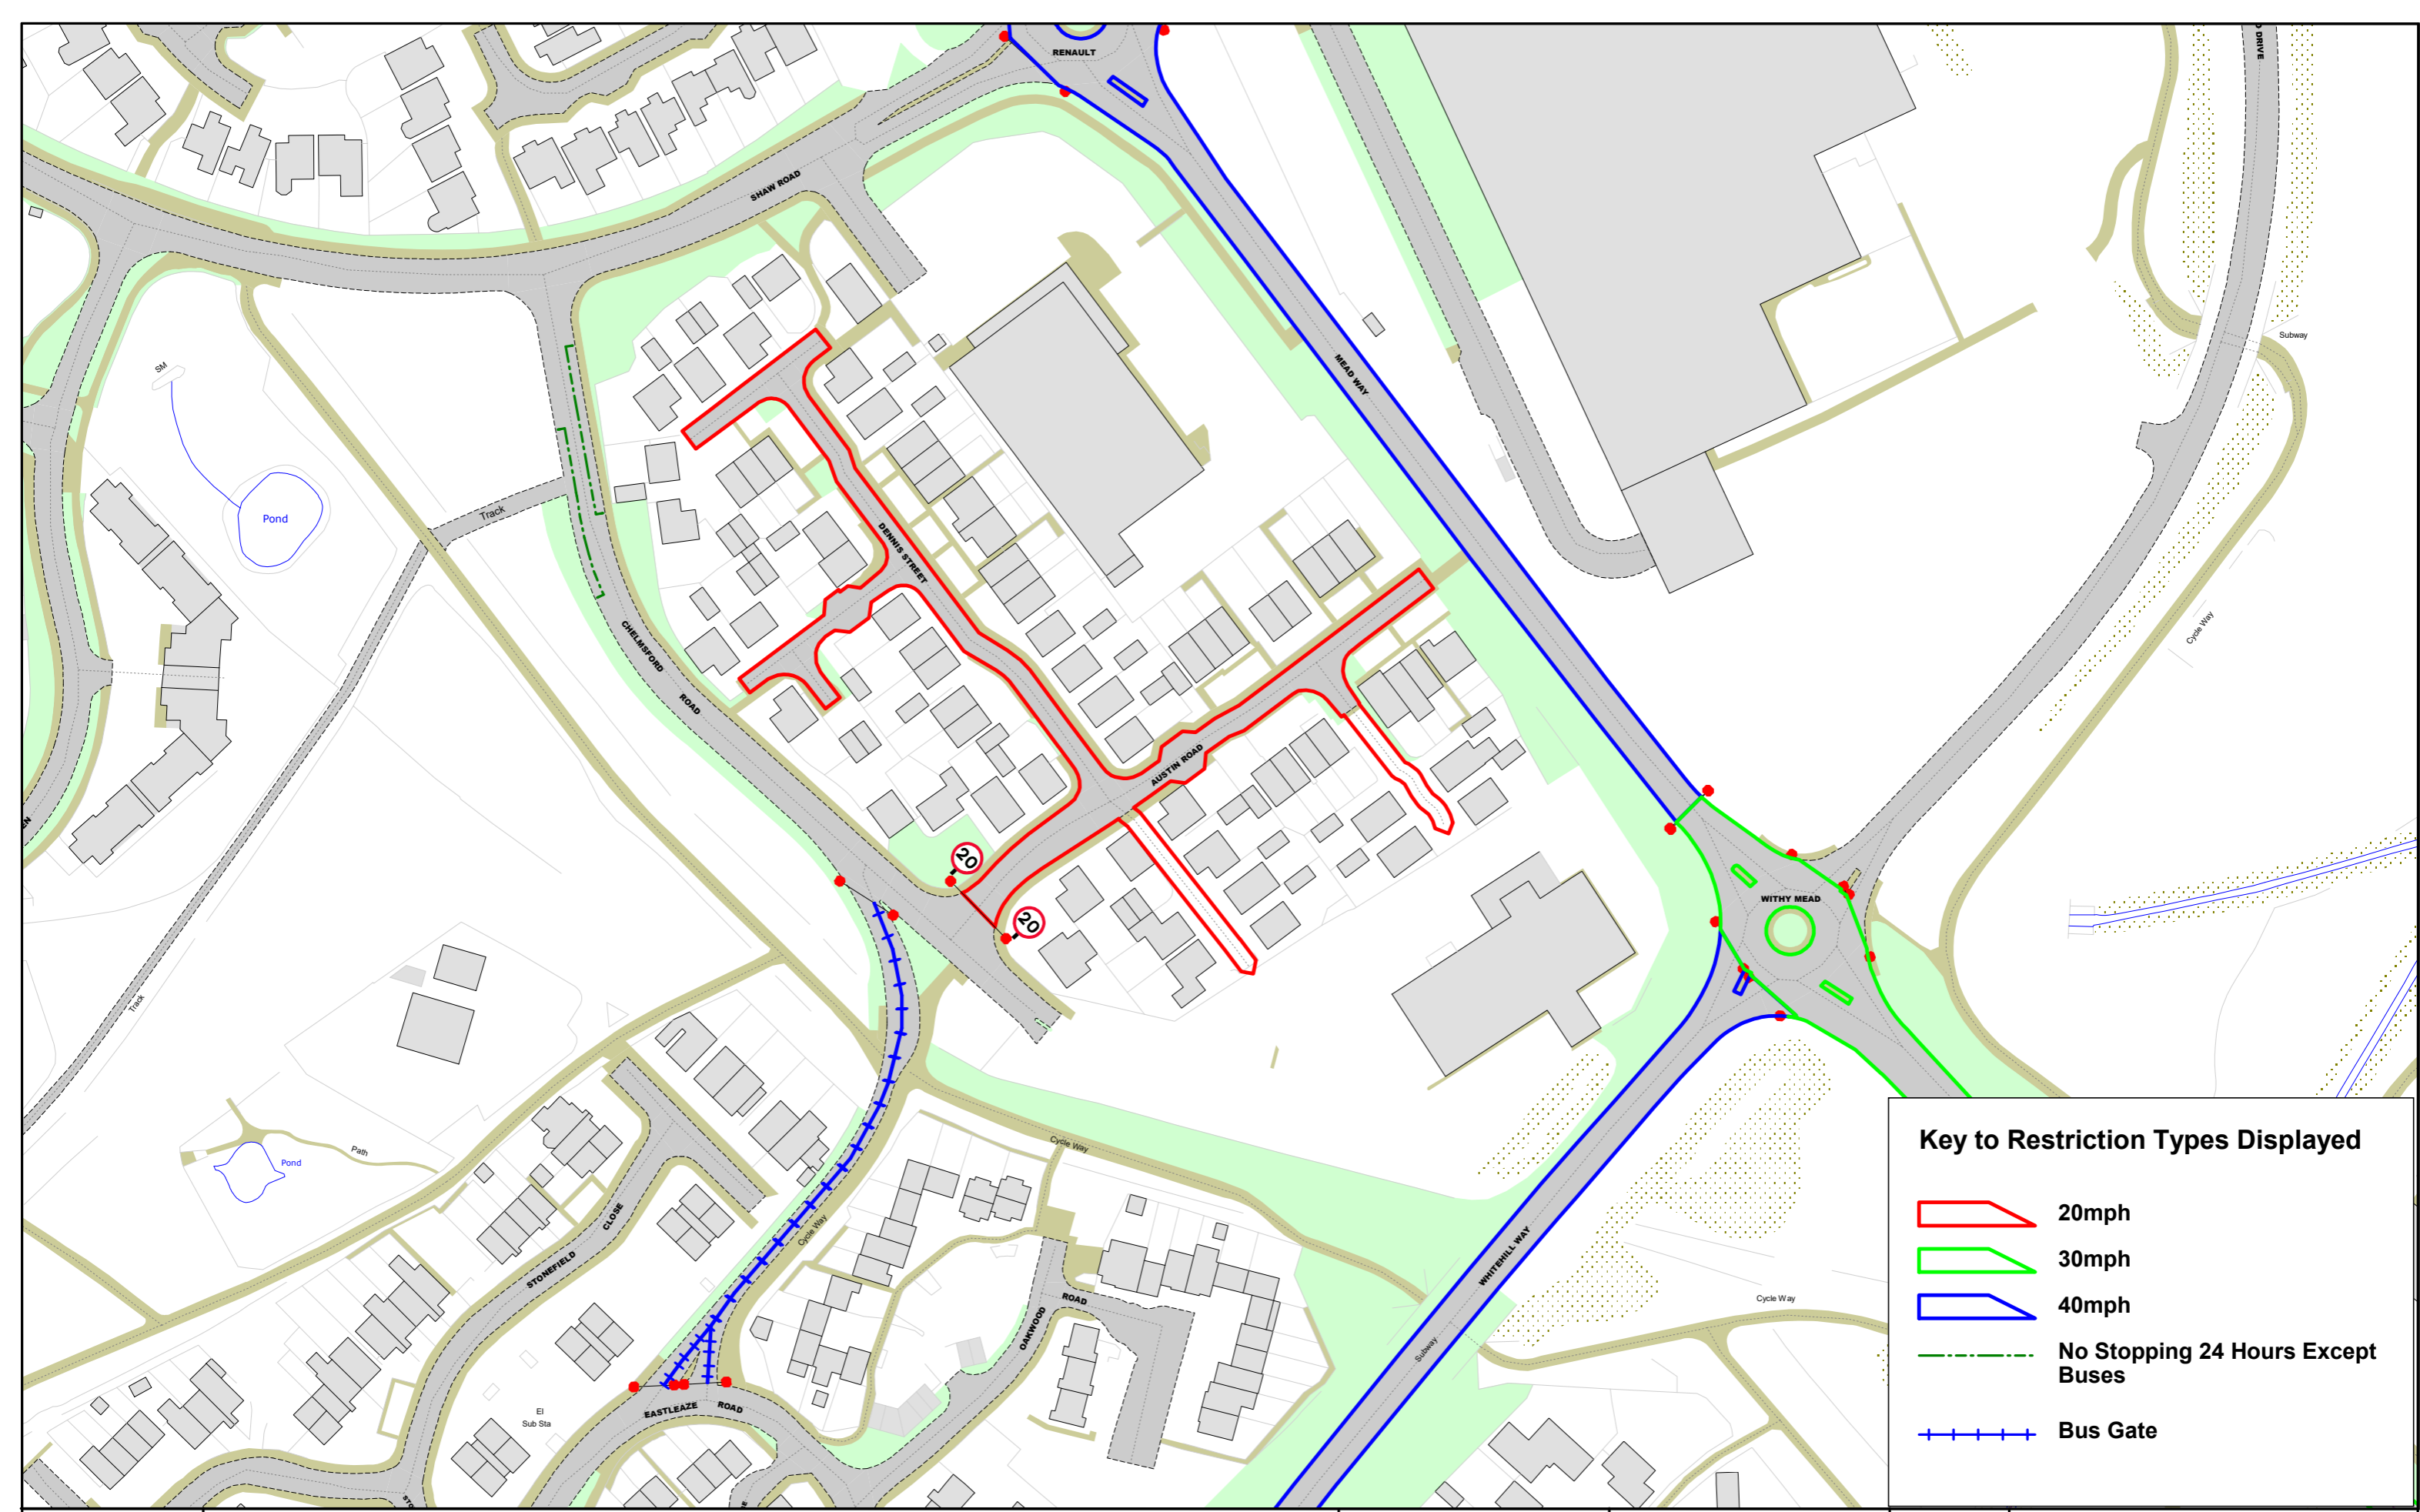 RENAULT
DRIVE
SHAW ROAD
Subway
MEAD WAY
SM
Pond
Track
DENNIS STREET
CHELMSFORD
ROAD
Cycle Way
AUSTIN ROAD
20
20
WITHY MEAD
Track
Path
Pond
Cycle Way
CLOSE
STONEFIELD
Cycle Way
WHITEHILL WAY
OAKWOOD
ROAD
Subway
Cycle Way
EASTLEAZE ROAD
El
Sub Sta
Key to Restriction Types Displayed
20mph
30mph
40mph
No Stopping 24 Hours Except
Buses
Bus Gate